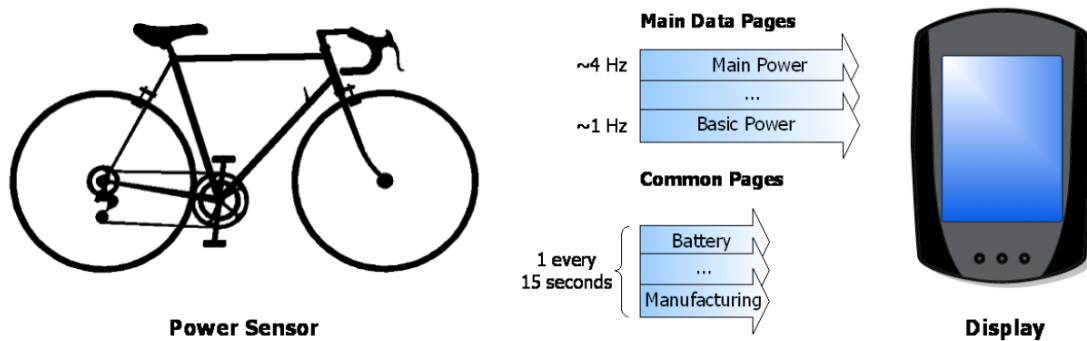 Main Data Pages
~4 Hz
Main Power
...
~1 Hz
Basic Power
Common Pages
1 every
15 seconds
Battery
...
Manufacturing
Power Sensor
Display